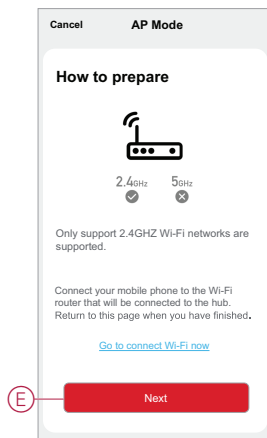 Cancel AP Mode
How to prepare
2.4GHz 5GHz
Only support 2.4GHZ Wi-Fi networks are
supported.
Connect your mobile phone to the Wi-Fi
router that will be connected to the hub.
Return to this page when you have finished.
Go to connect Wi-Fi now
E Next